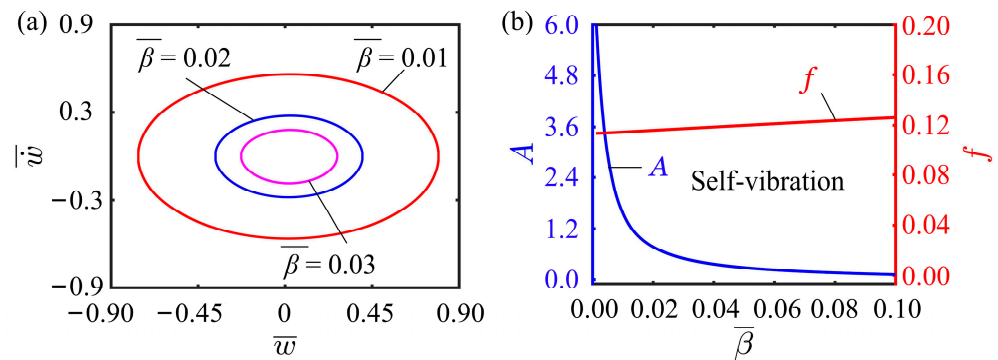 (a)
0.9
0.3
−0.3
−0.9
−0.90 −0.45 0 0.45 0.90
β̅ = 0.02
β̅ = 0.01
β̅ = 0.03
ẇ̅
w̅
(b)
6.0
4.8
3.6
2.4
1.2
0.0
A
0.20
0.16
0.12
0.08
0.04
0.00
f
f
A
Self-vibration
0.00 0.02 0.04 0.06 0.08 0.10
β̅